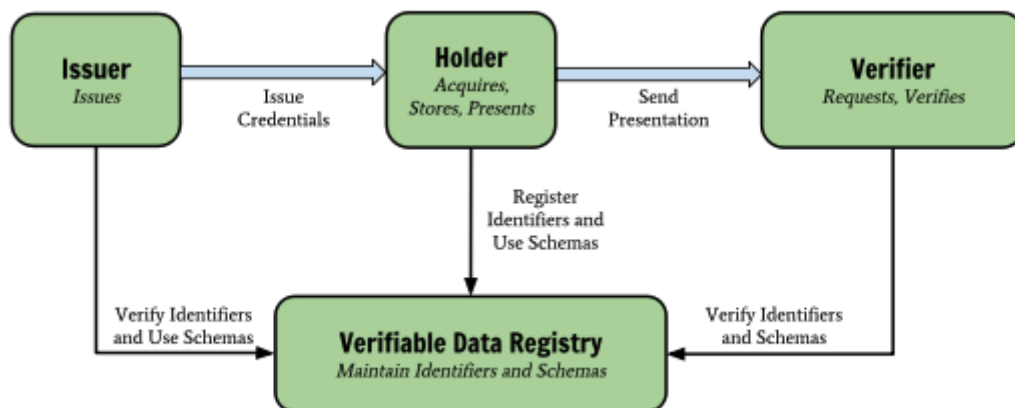 Issuer
Issues
Issue
Credentials
Holder
Acquires,
Stores, Presents
Send
Presentation
Verifier
Requests, Verifies
Register
Identifiers and
Use Schemas
Verify Identifiers
and Use Schemas
Verifiable Data Registry
Maintain Identifiers and Schemas
Verify Identifiers
and Schemas